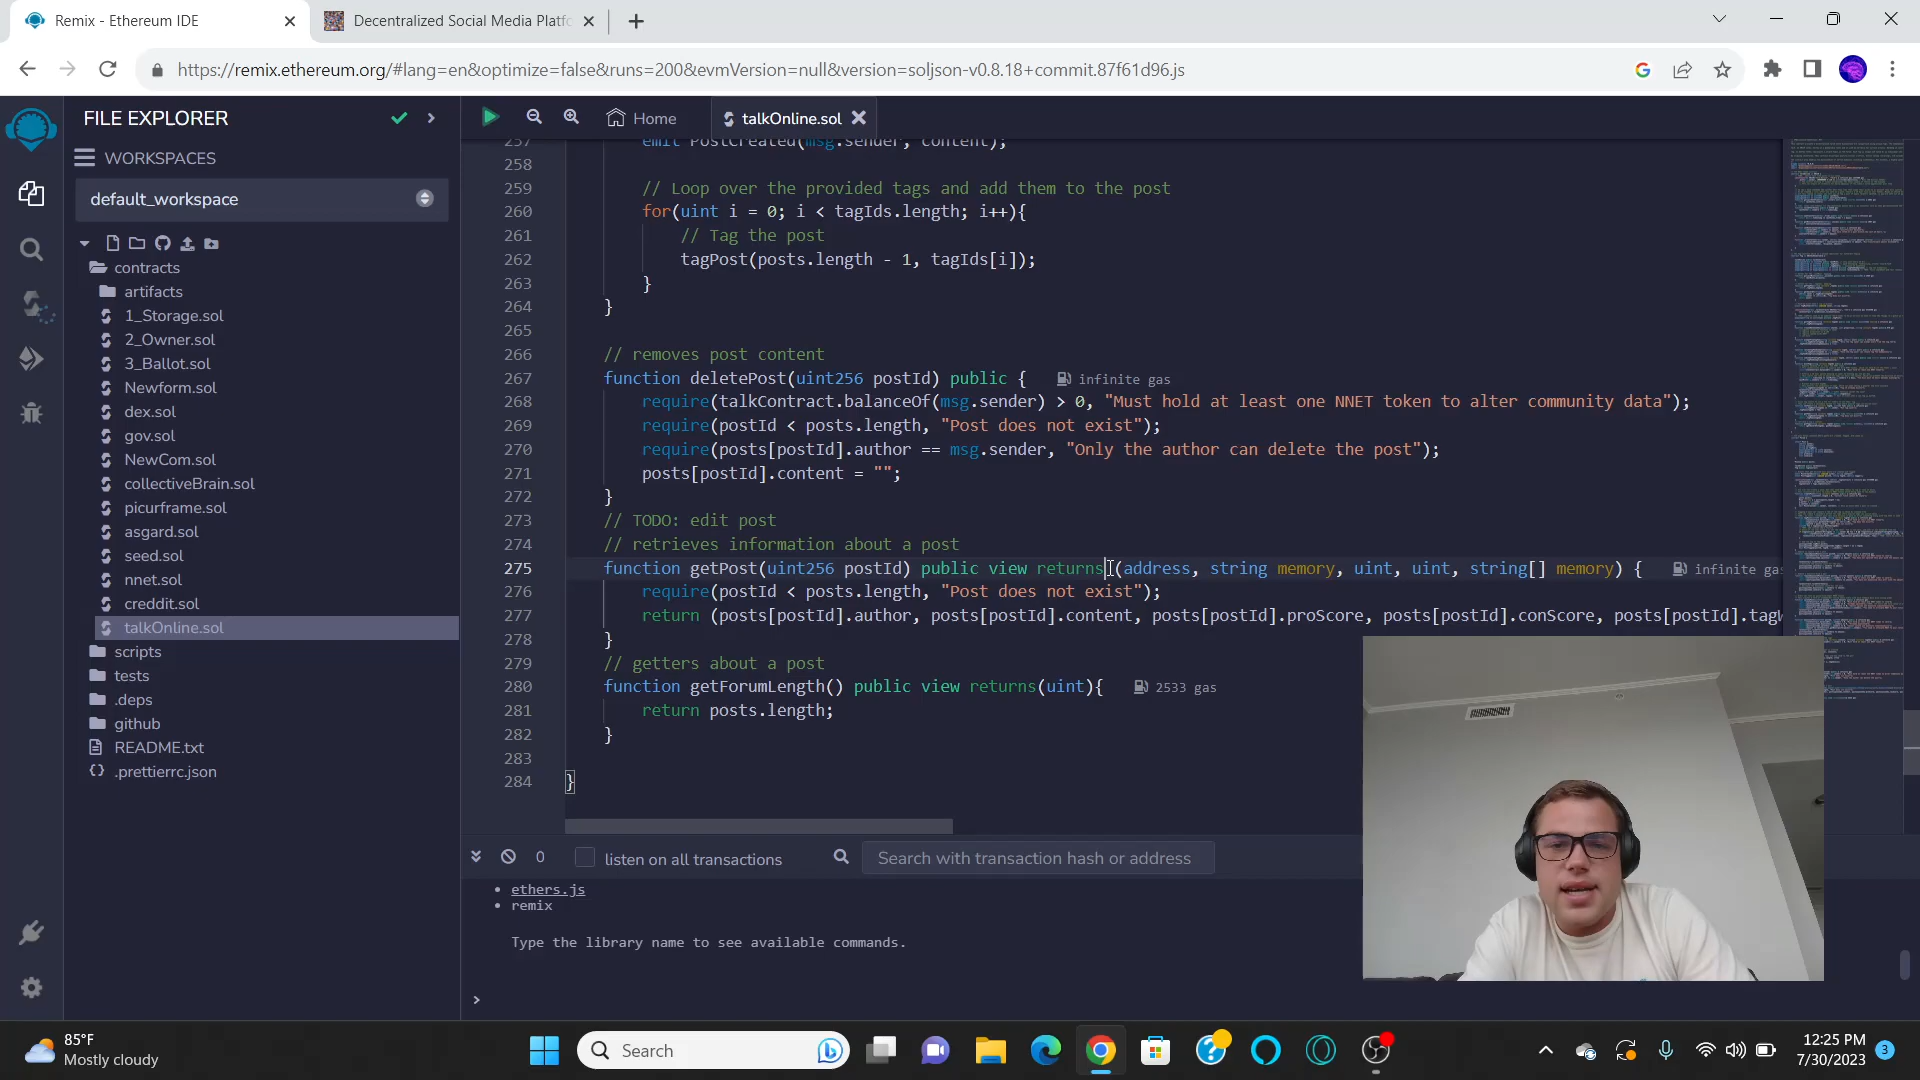 Remix - Ethereum IDE
Decentralized Social Media Platfo
https://remix.ethereum.org/#lang=en&optimize=false&runs=200&evmVersion=null&version=soljson-v0.8.18+commit.87f61d96.js
FILE EXPLORER
WORKSPACES
default_workspace
contracts
artifacts
1_Storage.sol
2_Owner.sol
3_Ballot.sol
Newform.sol
dex.sol
gov.sol
NewCom.sol
collectiveBrain.sol
picurframe.sol
asgard.sol
seed.sol
nnet.sol
creddit.sol
talkOnline.sol
scripts
tests
.deps
github
README.txt
.prettierrc.json
Home
talkOnline.sol
257 emit PostCreated(msg.sender, content);
258
259 // Loop over the provided tags and add them to the post
260 for(uint i = 0; i < tagIds.length; i++){
261 // Tag the post
262 tagPost(posts.length - 1, tagIds[i]);
263 }
264 }
265
266 // removes post content
267 function deletePost(uint256 postId) public { infinite gas
268 require(talkContract.balanceOf(msg.sender) > 0, "Must hold at least one NNET token to alter community data");
269 require(postId < posts.length, "Post does not exist");
270 require(posts[postId].author == msg.sender, "Only the author can delete the post");
271 posts[postId].content = "";
272 }
273 // TODO: edit post
274 // retrieves information about a post
275 function getPost(uint256 postId) public view returns (address, string memory, uint, uint, string[] memory) { infinite gas
276 require(postId < posts.length, "Post does not exist");
277 return (posts[postId].author, posts[postId].content, posts[postId].proScore, posts[postId].conScore, posts[postId].tag
278 }
279 // getters about a post
280 function getForumLength() public view returns(uint){ 2533 gas
281 return posts.length;
282 }
283
284 }
0 listen on all transactions
Search with transaction hash or address
• ethers.js
• remix
Type the library name to see available commands.
>
85°F
Mostly cloudy
Search
12:25 PM
7/30/2023
3